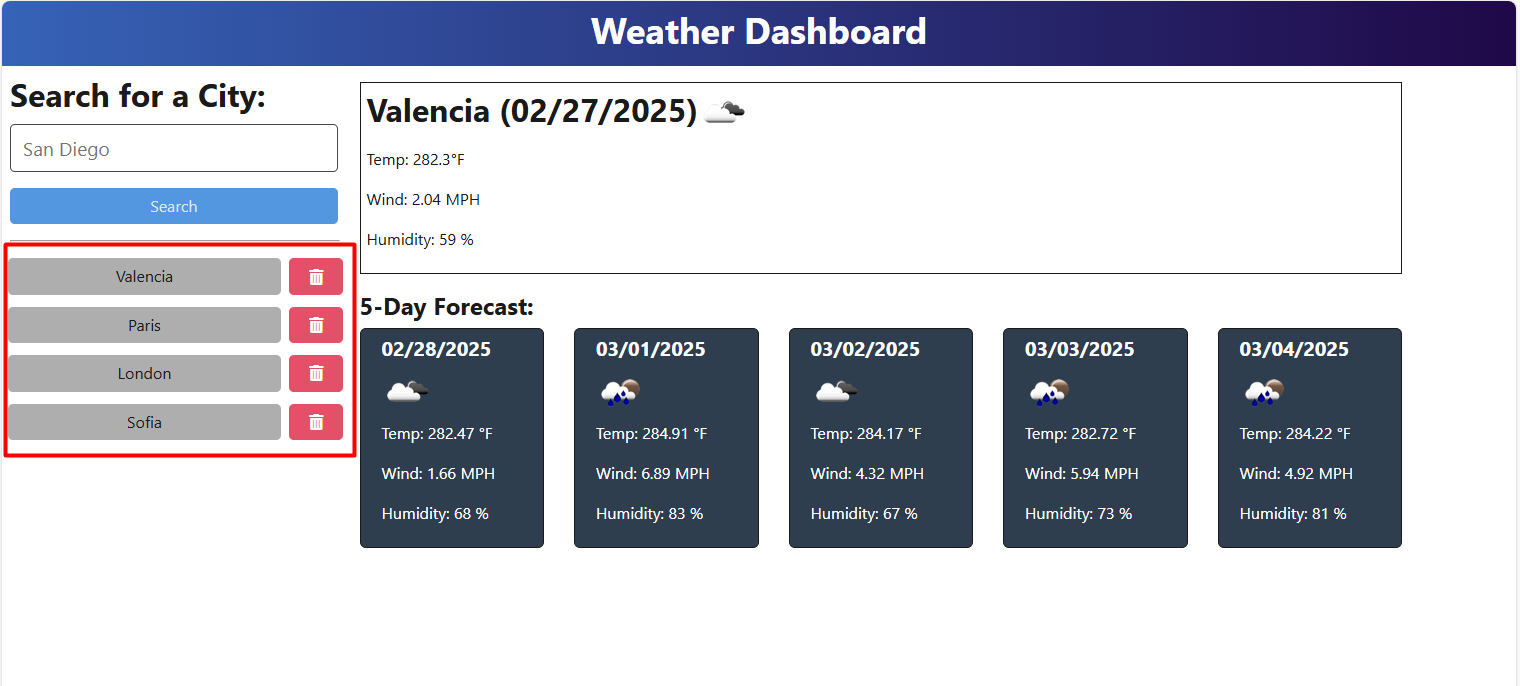 Weather Dashboard
Search for a City:
San Diego
Search
Valencia
Paris
London
Sofia
Valencia (02/27/2025)
Temp: 282.3°F
Wind: 2.04 MPH
Humidity: 59 %
5-Day Forecast:
02/28/2025
Temp: 282.47 °F
Wind: 1.66 MPH
Humidity: 68 %
03/01/2025
Temp: 284.91 °F
Wind: 6.89 MPH
Humidity: 83 %
03/02/2025
Temp: 284.17 °F
Wind: 4.32 MPH
Humidity: 67 %
03/03/2025
Temp: 282.72 °F
Wind: 5.94 MPH
Humidity: 73 %
03/04/2025
Temp: 284.22 °F
Wind: 4.92 MPH
Humidity: 81 %